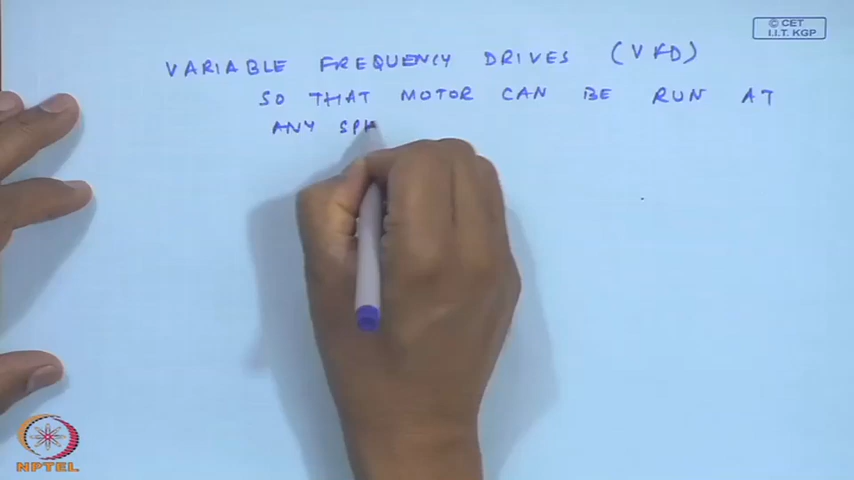 © CET
I.I.T. KGP
VARIABLE FREQUENCY DRIVES (VFD)
SO THAT MOTOR CAN BE RUN AT
ANY
NPTEL